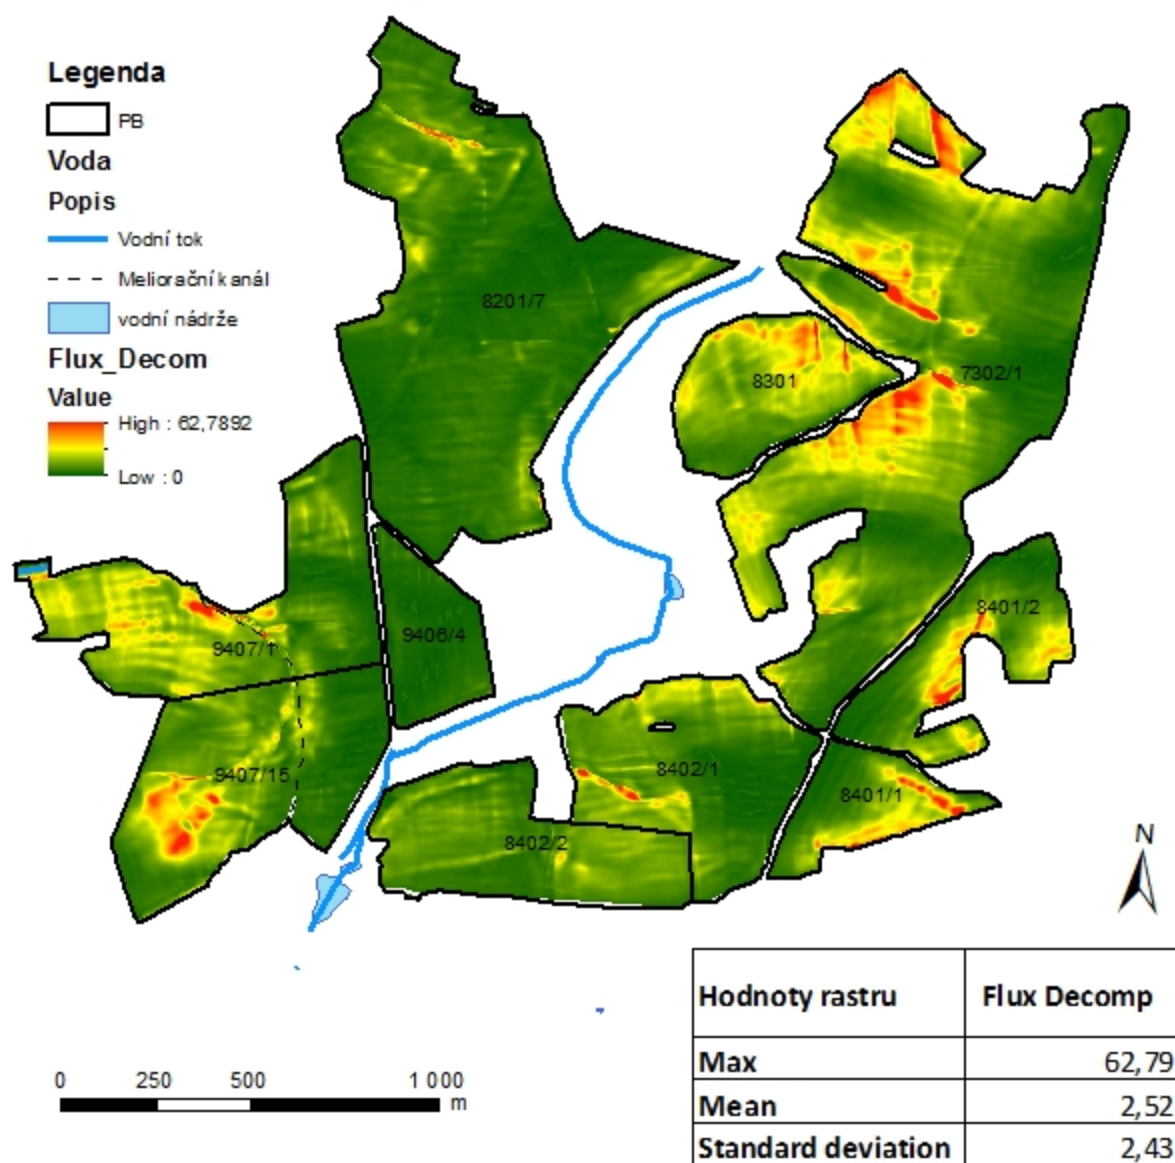 Legenda
PB
Voda
Popis
Vodní tok
Meliorační kanál
vodní nádrže
Flux_Decom
Value
High : 62,7892
Low : 0
8201/7
8301
7302/1
8401/2
9406/4
9407/1
9407/15
8402/1
8401/1
8402/2
N
0 250 500 1 000
m
Hodnoty rastru Flux Decomp
Max 62,79
Mean 2,52
Standard deviation 2,43